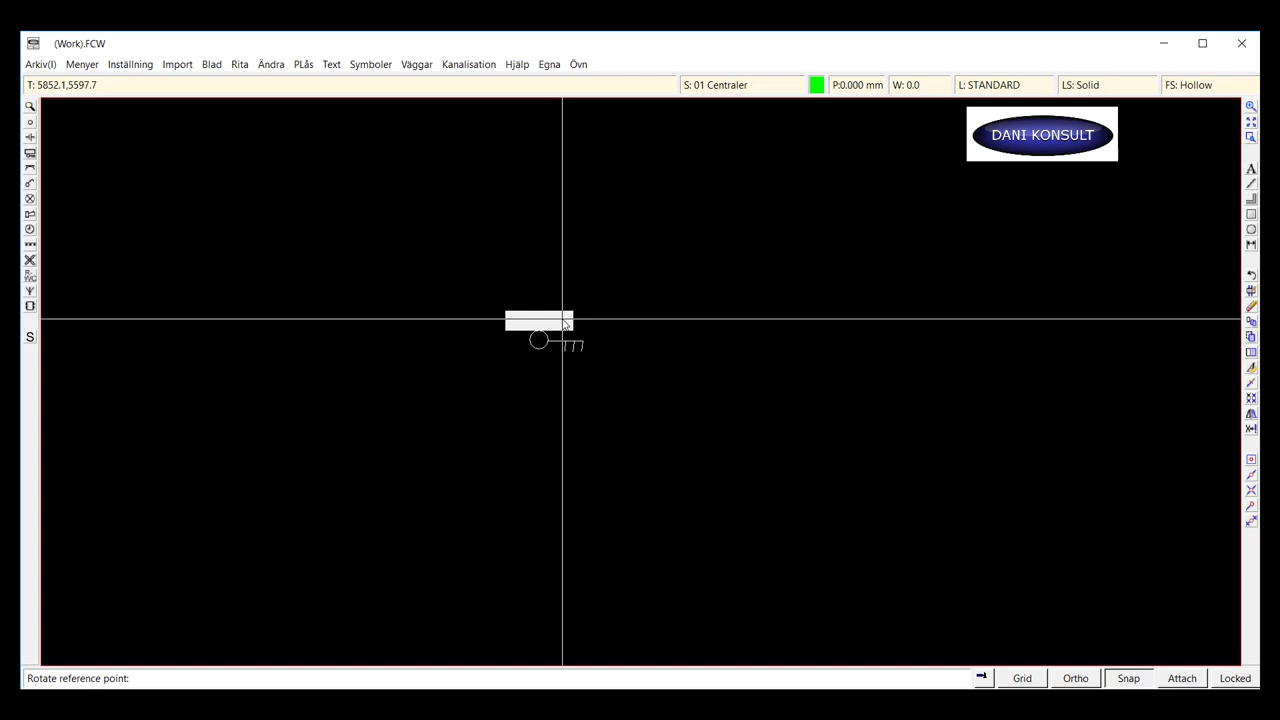 (Work).FCW
Arkiv(I) Menyer Inställning Import Blad Rita Ändra PLås Text Symboler Väggar Kanalisation Hjälp Egna Övn
T: 5852.1,5597.7 S: 01 Centraler P:0.000 mm W: 0.0 L: STANDARD LS: Solid FS: Hollow
DANI KONSULT
A
R-
WC
S
X
Rotate reference point: Grid Ortho Snap Attach Locked